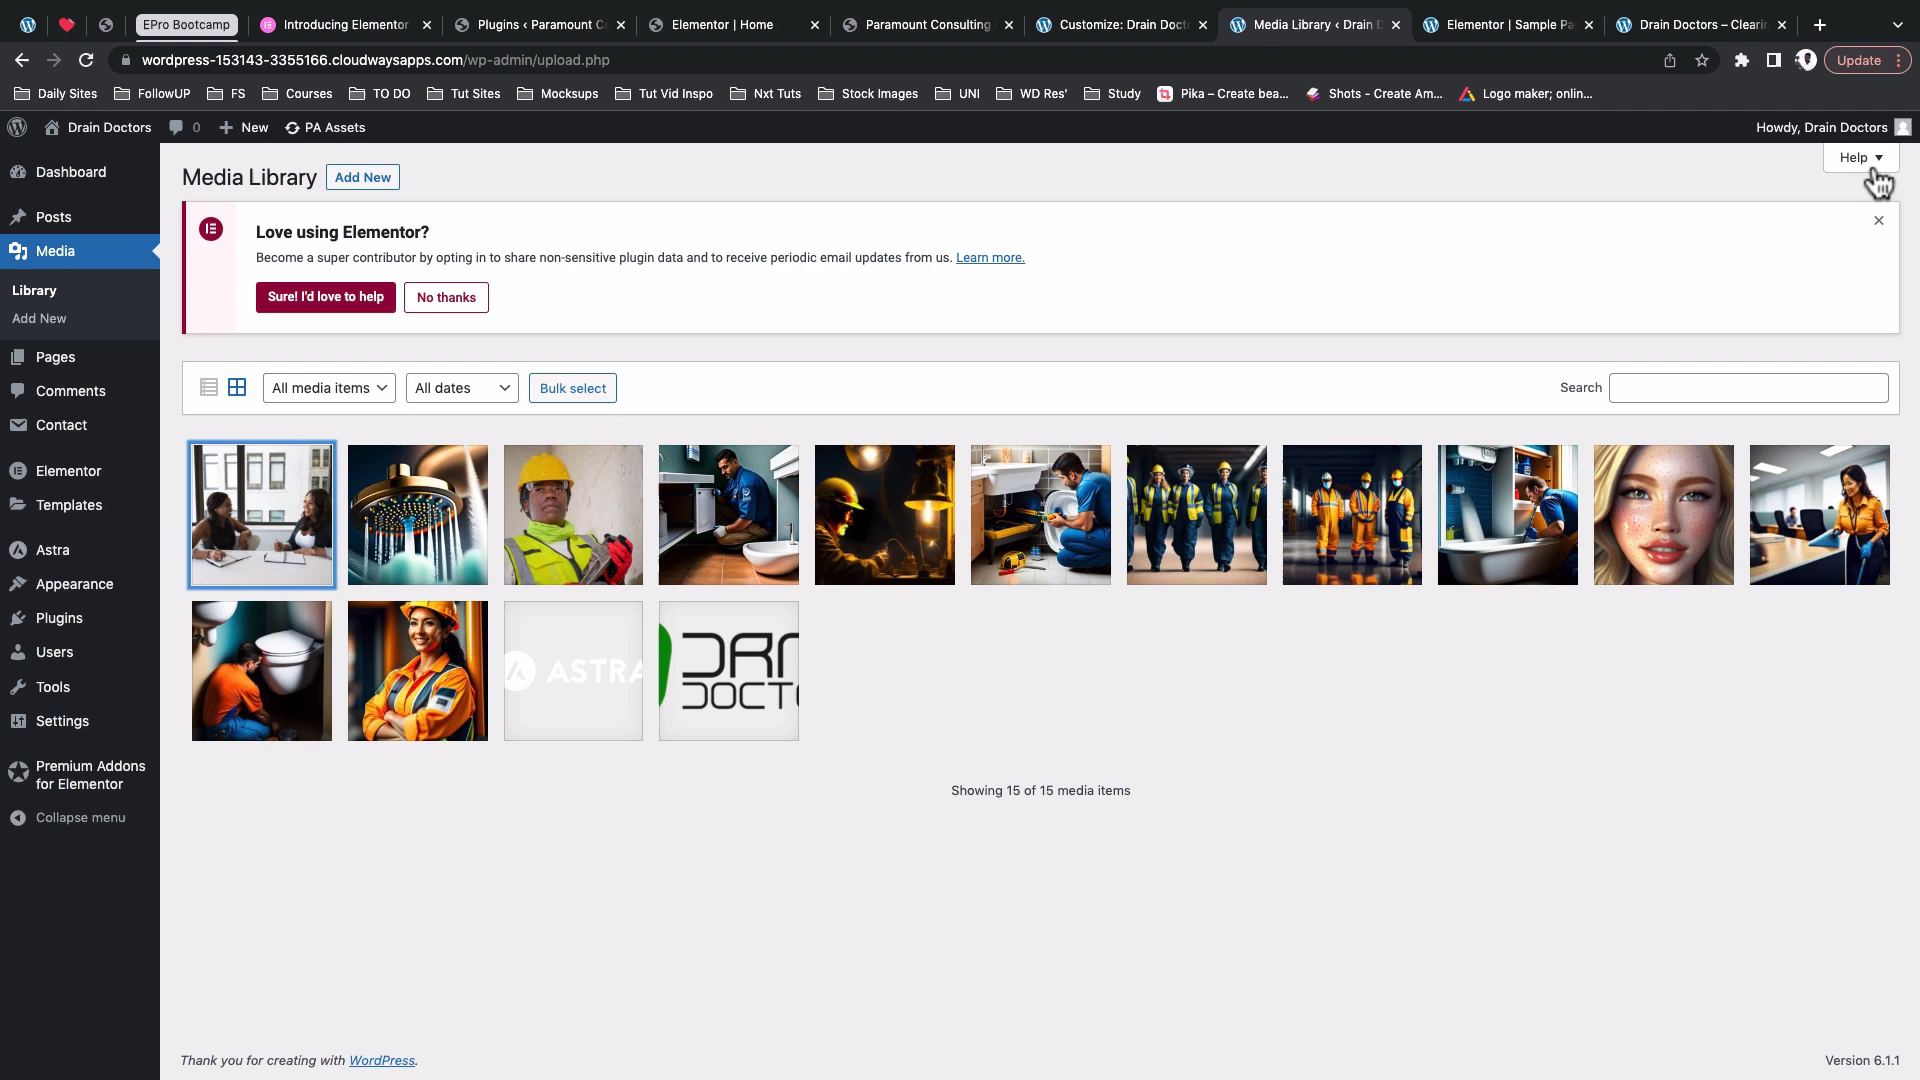 EPro Bootcamp
Introducing Elementor
Plugins ‹ Paramount C
Elementor | Home
Paramount Consulting
Customize: Drain Doct
Media Library ‹ Drain D
Elementor | Sample Pa
Drain Doctors – Clearin
wordpress-153143-3355166.cloudwaysapps.com/wp-admin/upload.php
Update
Daily Sites
FollowUP
FS
Courses
TO DO
Tut Sites
Mocksups
Tut Vid Inspo
Nxt Tuts
Stock Images
UNI
WD Res'
Study
Pika – Create bea...
Shots - Create Am...
Logo maker; onlin...
Drain Doctors
0
New
PA Assets
Howdy, Drain Doctors
Dashboard
Posts
Media
Library
Add New
Pages
Comments
Contact
Elementor
Templates
Astra
Appearance
Plugins
Users
Tools
Settings
Premium Addons
for Elementor
Collapse menu
Help
Media Library
Add New
Love using Elementor?
Become a super contributor by opting in to share non-sensitive plugin data and to receive periodic email updates from us. Learn more.
Sure! I'd love to help
No thanks
All media items
All dates
Bulk select
Search
ASTRA
DRA
DOCT
Showing 15 of 15 media items
Thank you for creating with WordPress.
Version 6.1.1